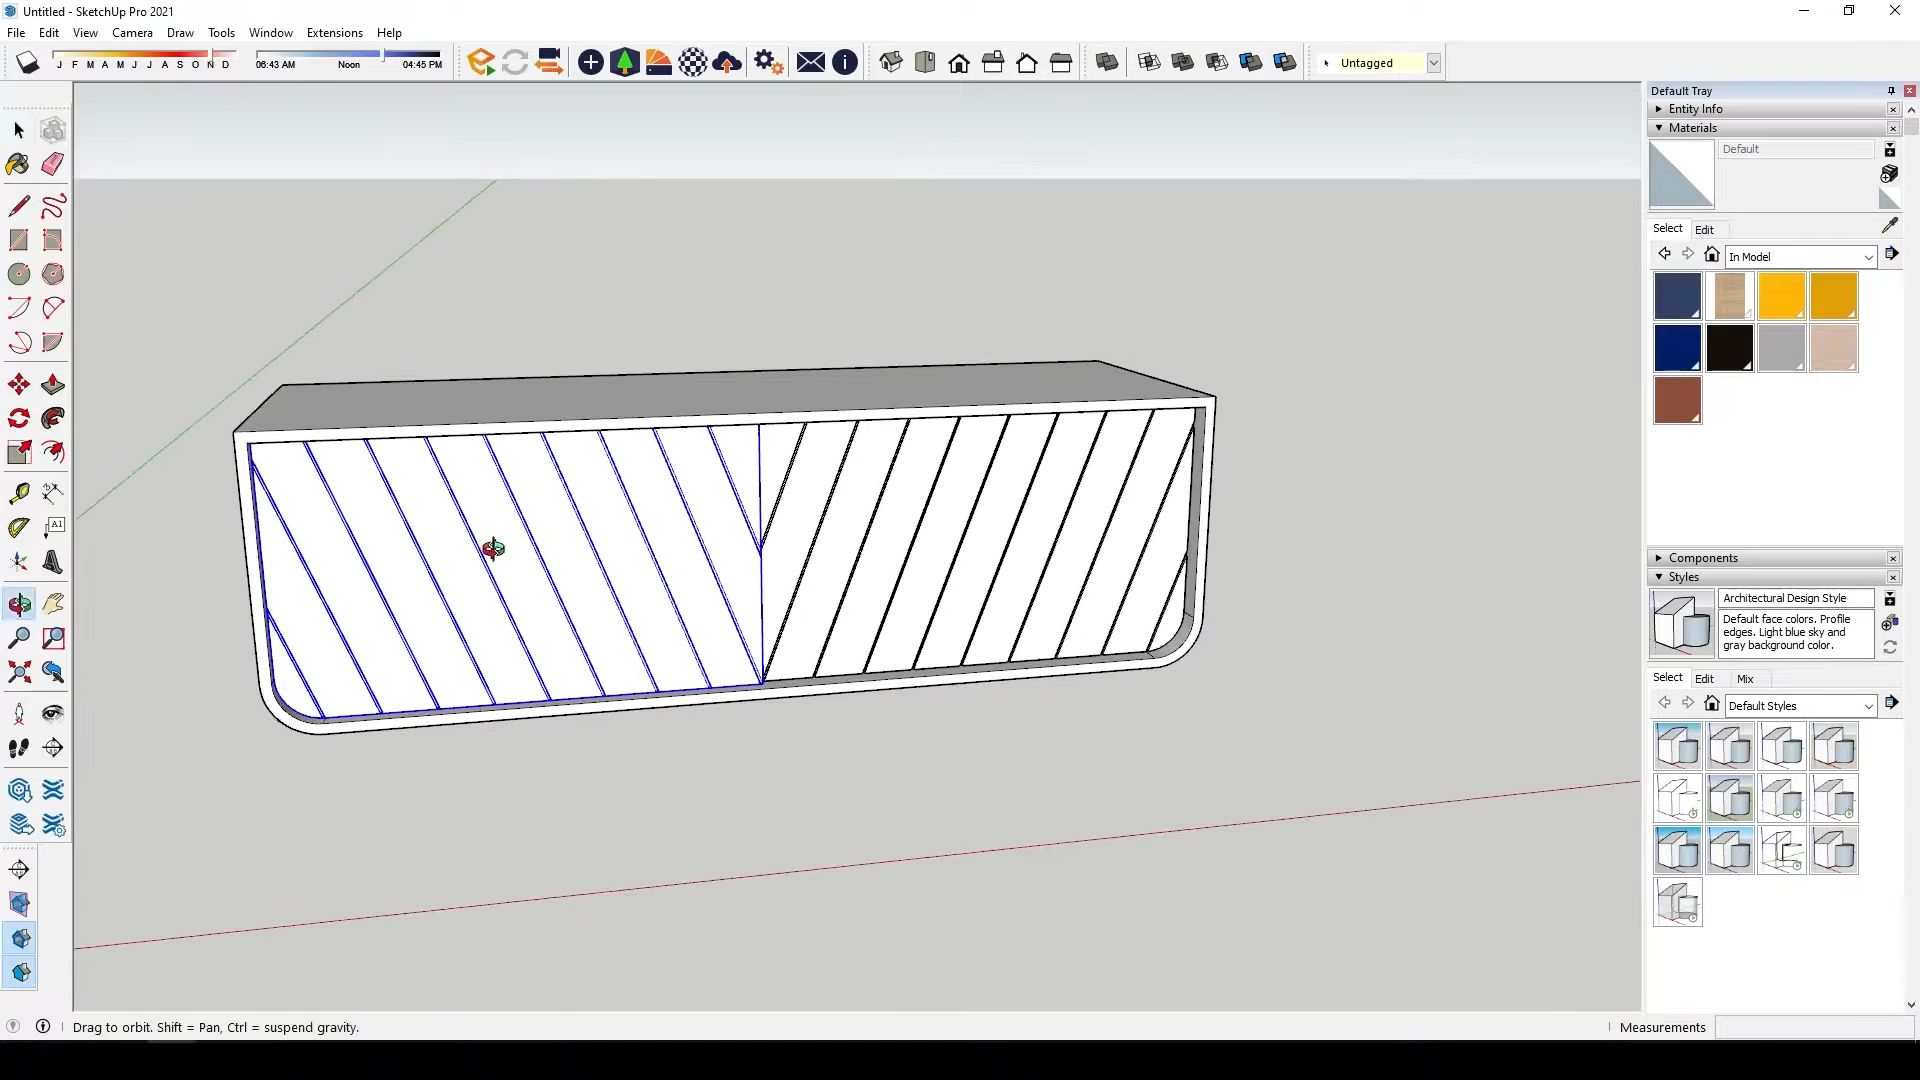 Untitled - SketchUp Pro 2021
File Edit View Camera Draw Tools Window Extensions Help
J F M A M J J A S O N D
06:43 AM Noon 04:45 PM
Untagged
Default Tray
Entity Info
Materials
Default
Select Edit
In Model
A1
Components
Styles
Architectural Design Style
Default face colors. Profile
edges. Light blue sky and
gray background color.
Select Edit Mix
Default Styles
Drag to orbit. Shift = Pan, Ctrl = suspend gravity.
Measurements